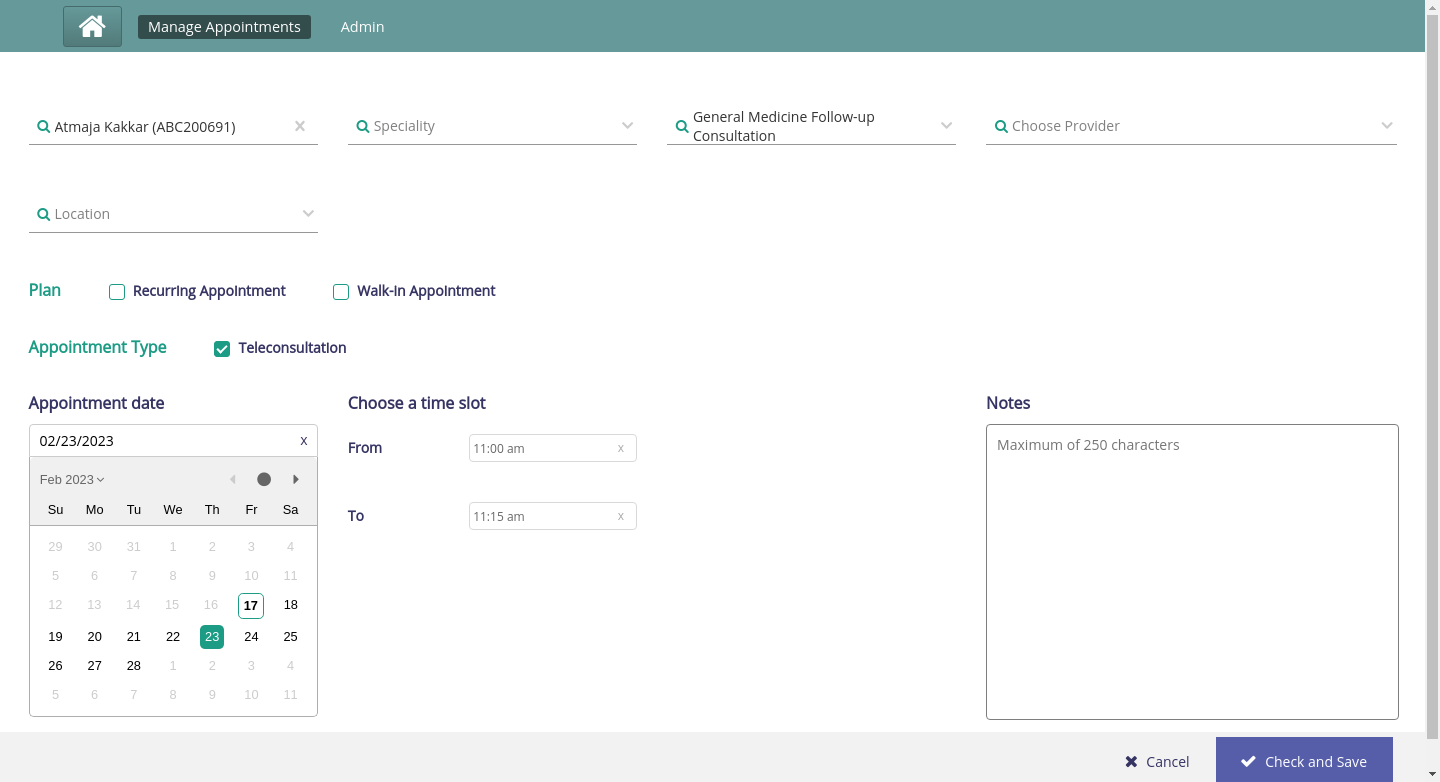 Manage Appointments Admin
Atmaja Kakkar (ABC200691) × Speciality General Medicine Follow-up Consultation Choose Provider
Location
Plan Recurring Appointment Walk-in Appointment
Appointment Type Teleconsultation
Appointment date Choose a time slot Notes
02/23/2023 x
From 11:00 am x
To 11:15 am x
Maximum of 250 characters
Feb 2023
Su Mo Tu We Th Fr Sa
29 30 31 1 2 3 4
5 6 7 8 9 10 11
12 13 14 15 16 17 18
19 20 21 22 23 24 25
26 27 28 1 2 3 4
5 6 7 8 9 10 11
Cancel Check and Save